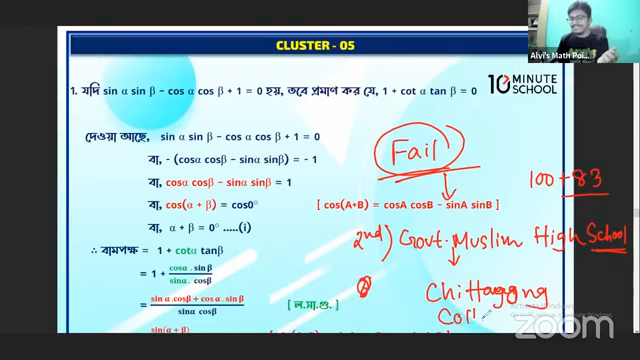 CLUSTER - 05
Alvi's Math Poi...
1. যদি sin α sin β – cos α cos β + 1 = 0 হয়, তবে প্রমাণ কর যে, 1 + cot α tan β = 0
10 MINUTE SCHOOL
দেওয়া আছে, sin α sin β – cos α cos β + 1 = 0
Fail
বা, - (cosα cosβ – sinα sinβ) = - 1
বা, cosα cosβ – sinα sinβ = 1
100 + 83
বা, cos(α + β) = cos0° [ cos(A+B) = cosA cosB – sinA sinB ]
বা, α + β = 0° .....(i)
2nd) Govt. Muslim High School
∴ বামপক্ষ = 1 + cotα tanβ
= 1 + cosα . sinβ / sinα . cosβ
Chittagong
= sin α .cosβ + cos α. sinβ / sinα cosβ [ ল.সা.গু. ]
Coll
zoom
sin(α + β)